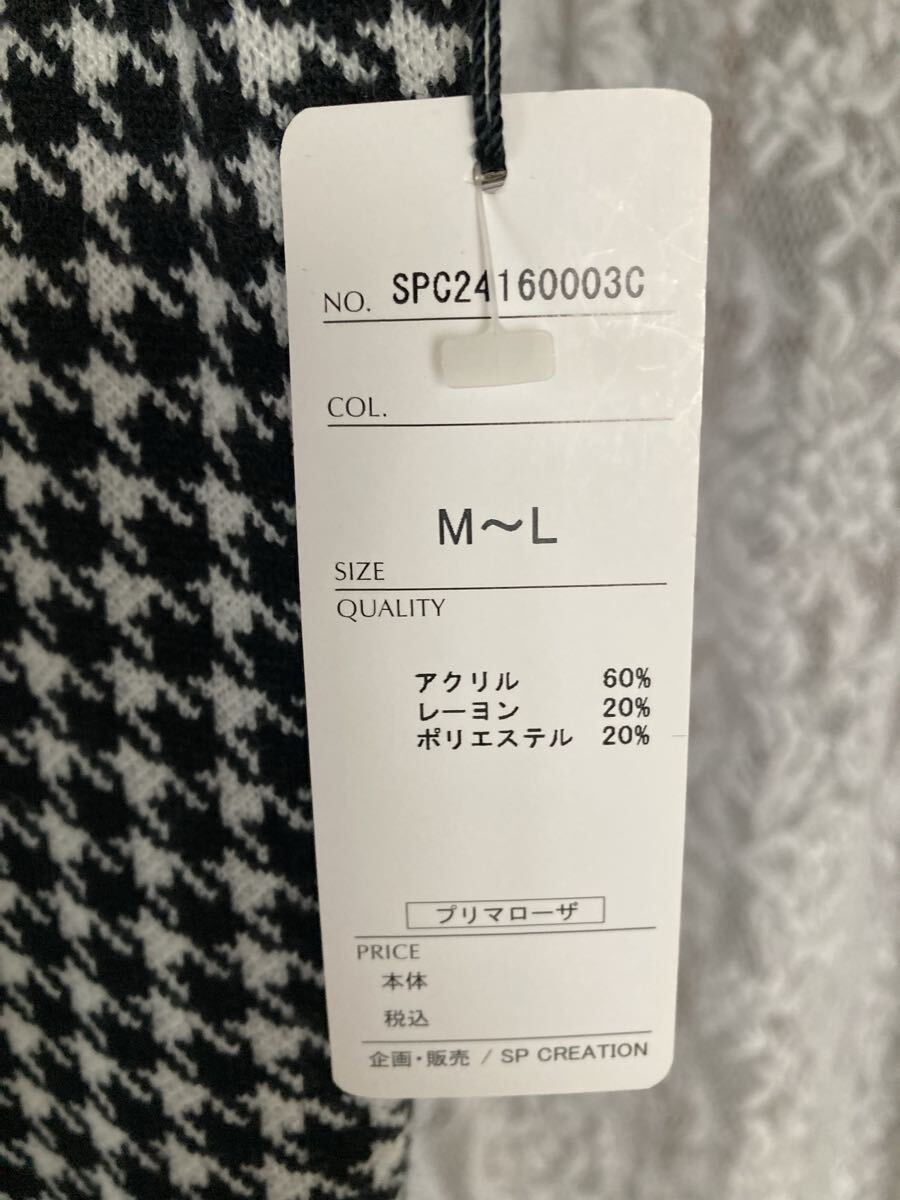 NO. SPC24160003C
COL.
M～L
SIZE
QUALITY
アクリル 60%
レーヨン 20%
ポリエステル 20%
プリマローザ
PRICE
本体
税込
企画・販売 / SP CREATION